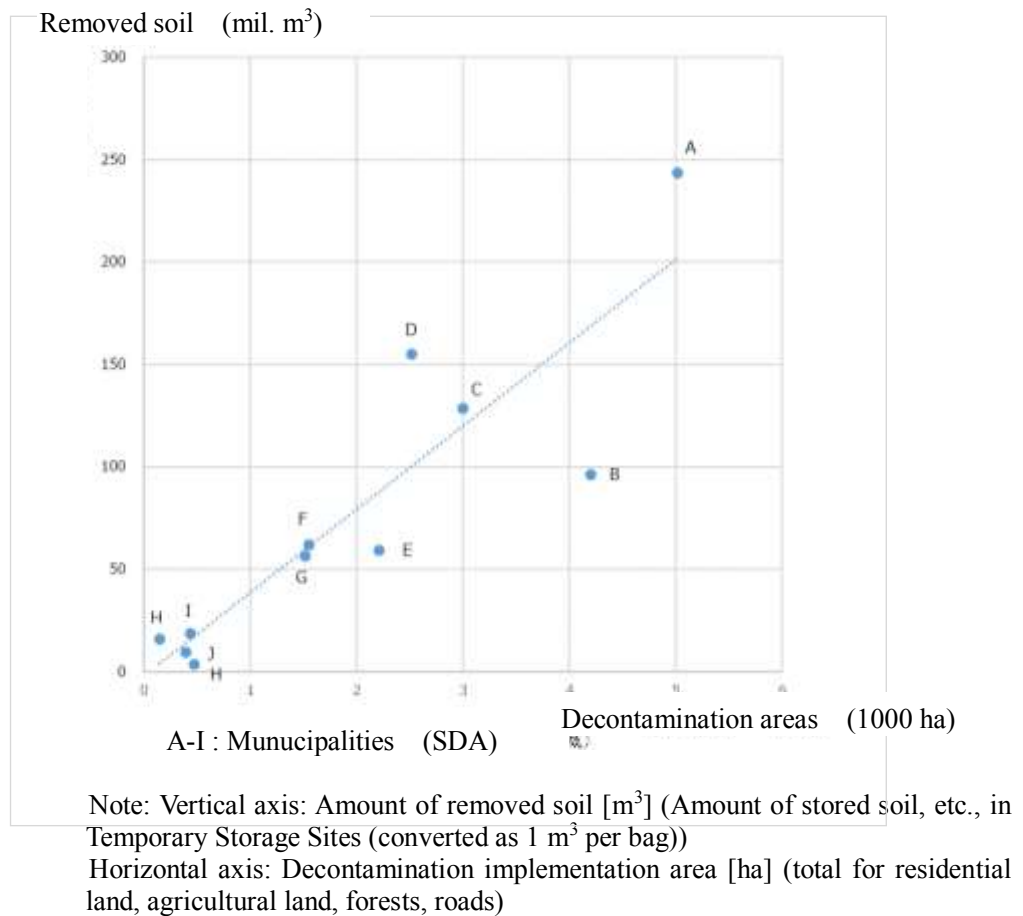 Removed soil (mil. m³)
300
250
A
200
D
150
C
100
B
F
E
50
G
H
I
J
H
0
0 1 2 3 4 5 6
Decontamination areas (1000 ha)
A-I : Munucipalities (SDA)
Note: Vertical axis: Amount of removed soil [m³] (Amount of stored soil, etc., in
Temporary Storage Sites (converted as 1 m³ per bag))
Horizontal axis: Decontamination implementation area [ha] (total for residential
land, agricultural land, forests, roads)